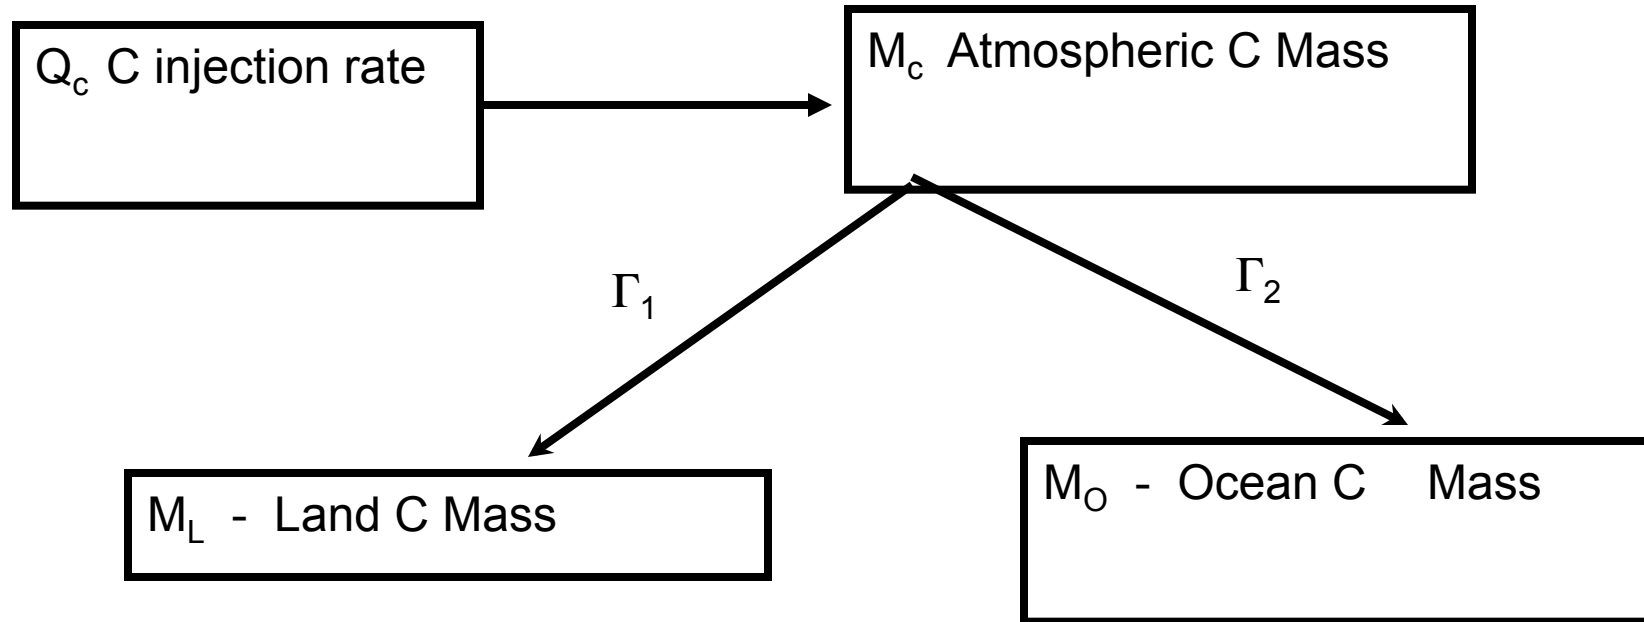 Q_c C injection rate
M_c Atmospheric C Mass
Γ_1
Γ_2
M_L - Land C Mass
M_O - Ocean C Mass